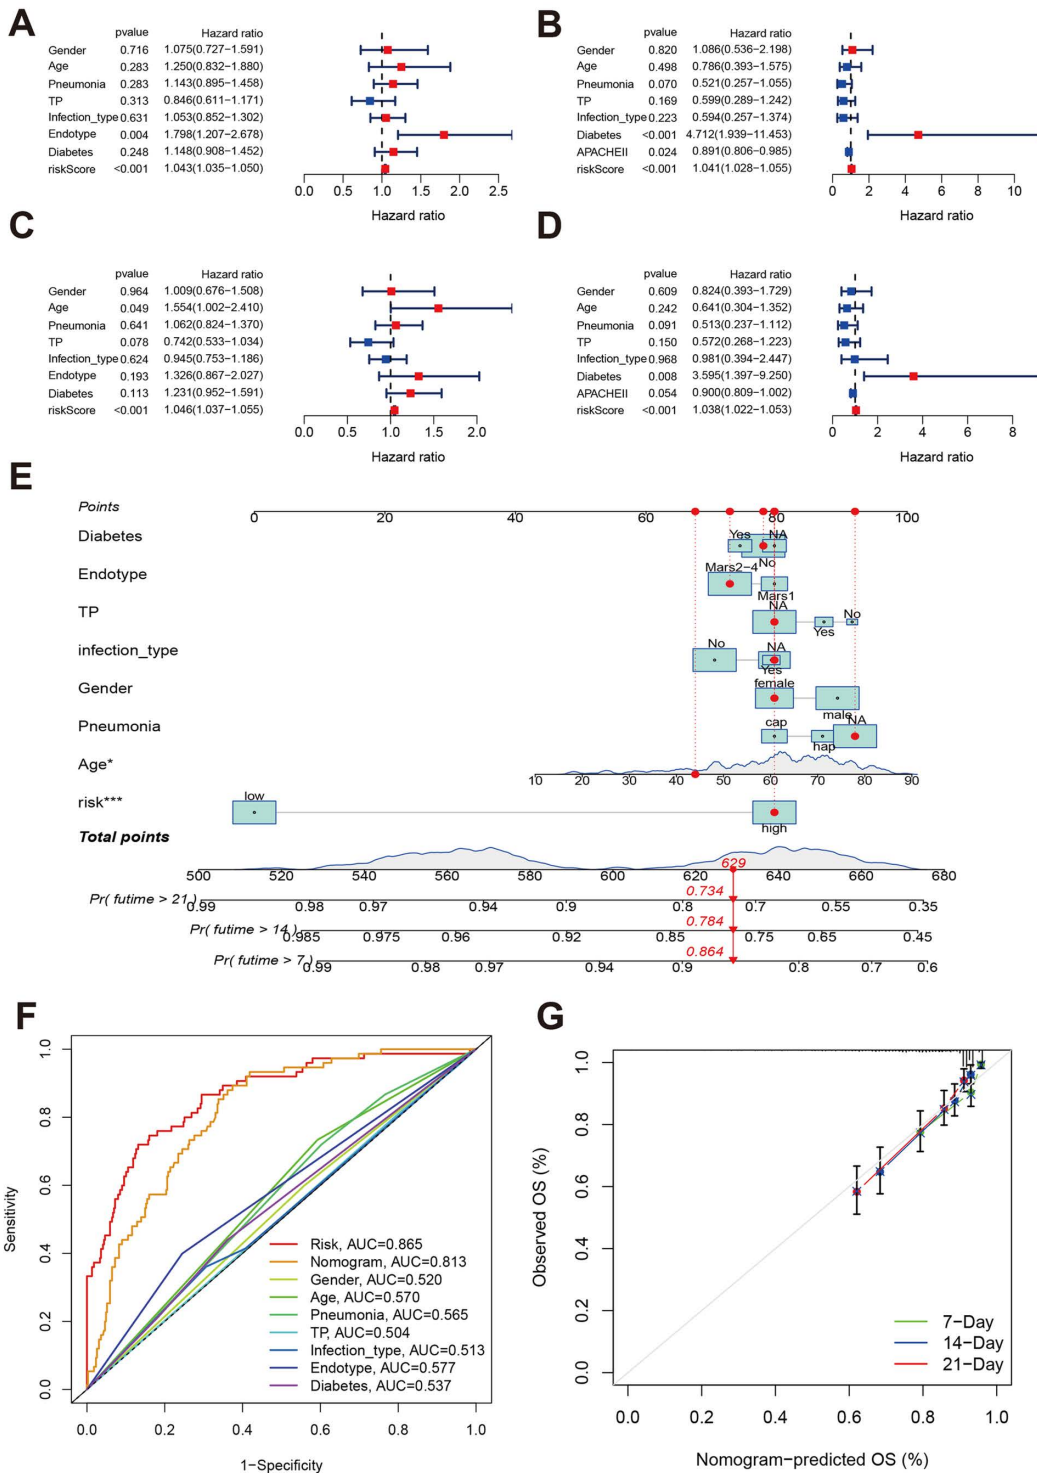 A
pvalue Hazard ratio
Gender 0.716 1.075(0.727−1.591)
Age 0.283 1.250(0.832−1.880)
Pneumonia 0.283 1.143(0.895−1.458)
TP 0.313 0.846(0.611−1.171)
Infection_type 0.631 1.053(0.852−1.302)
Endotype 0.004 1.798(1.207−2.678)
Diabetes 0.248 1.148(0.908−1.452)
riskScore <0.001 1.043(1.035−1.050)
0.0 0.5 1.0 1.5 2.0 2.5
Hazard ratio
B
pvalue Hazard ratio
Gender 0.820 1.086(0.536−2.198)
Age 0.498 0.786(0.393−1.575)
Pneumonia 0.070 0.521(0.257−1.055)
TP 0.169 0.599(0.289−1.242)
Infection_type 0.223 0.594(0.257−1.374)
Diabetes <0.001 4.712(1.939−11.453)
APACHEII 0.024 0.891(0.806−0.985)
riskScore <0.001 1.041(1.028−1.055)
0 2 4 6 8 10
Hazard ratio
C
pvalue Hazard ratio
Gender 0.964 1.009(0.676−1.508)
Age 0.049 1.554(1.002−2.410)
Pneumonia 0.641 1.062(0.824−1.370)
TP 0.078 0.742(0.533−1.034)
Infection_type 0.624 0.945(0.753−1.186)
Endotype 0.193 1.326(0.867−2.027)
Diabetes 0.113 1.231(0.952−1.591)
riskScore <0.001 1.046(1.037−1.055)
0.0 0.5 1.0 1.5 2.0
Hazard ratio
D
pvalue Hazard ratio
Gender 0.609 0.824(0.393−1.729)
Age 0.242 0.641(0.304−1.352)
Pneumonia 0.091 0.513(0.237−1.112)
TP 0.150 0.572(0.268−1.223)
Infection_type 0.968 0.981(0.394−2.447)
Diabetes 0.008 3.595(1.397−9.250)
APACHEII 0.054 0.900(0.809−1.002)
riskScore <0.001 1.038(1.022−1.053)
0 2 4 6 8
Hazard ratio
E
Points
0 20 40 60 80 100
Diabetes
Yes NA
No
Endotype
Mars2−4
Mars1
TP
NA No
Yes
infection_type
No NA
Yes
Gender
female
male
Pneumonia
cap NA
hap
Age*
10 20 30 40 50 60 70 80 90
risk***
low
high
Total points
629
500 520 540 560 580 600 620 640 660 680
0.734
Pr( futime > 21 )
0.99 0.98 0.97 0.94 0.9 0.8 0.7 0.55 0.35
0.784
Pr( futime > 14 )
0.985 0.975 0.96 0.92 0.85 0.75 0.65 0.45
0.864
Pr( futime > 7 )
0.99 0.98 0.97 0.94 0.9 0.8 0.7 0.6
F
Sensitivity
1.0
0.8
0.6
0.4
0.2
0.0
Risk, AUC=0.865
Nomogram, AUC=0.813
Gender, AUC=0.520
Age, AUC=0.570
Pneumonia, AUC=0.565
TP, AUC=0.504
Infection_type, AUC=0.513
Endotype, AUC=0.577
Diabetes, AUC=0.537
0.0 0.2 0.4 0.6 0.8 1.0
1−Specificity
G
Observed OS (%)
1.0
0.8
0.6
0.4
0.2
0.0
7−Day
14−Day
21−Day
0.0 0.2 0.4 0.6 0.8 1.0
Nomogram−predicted OS (%)